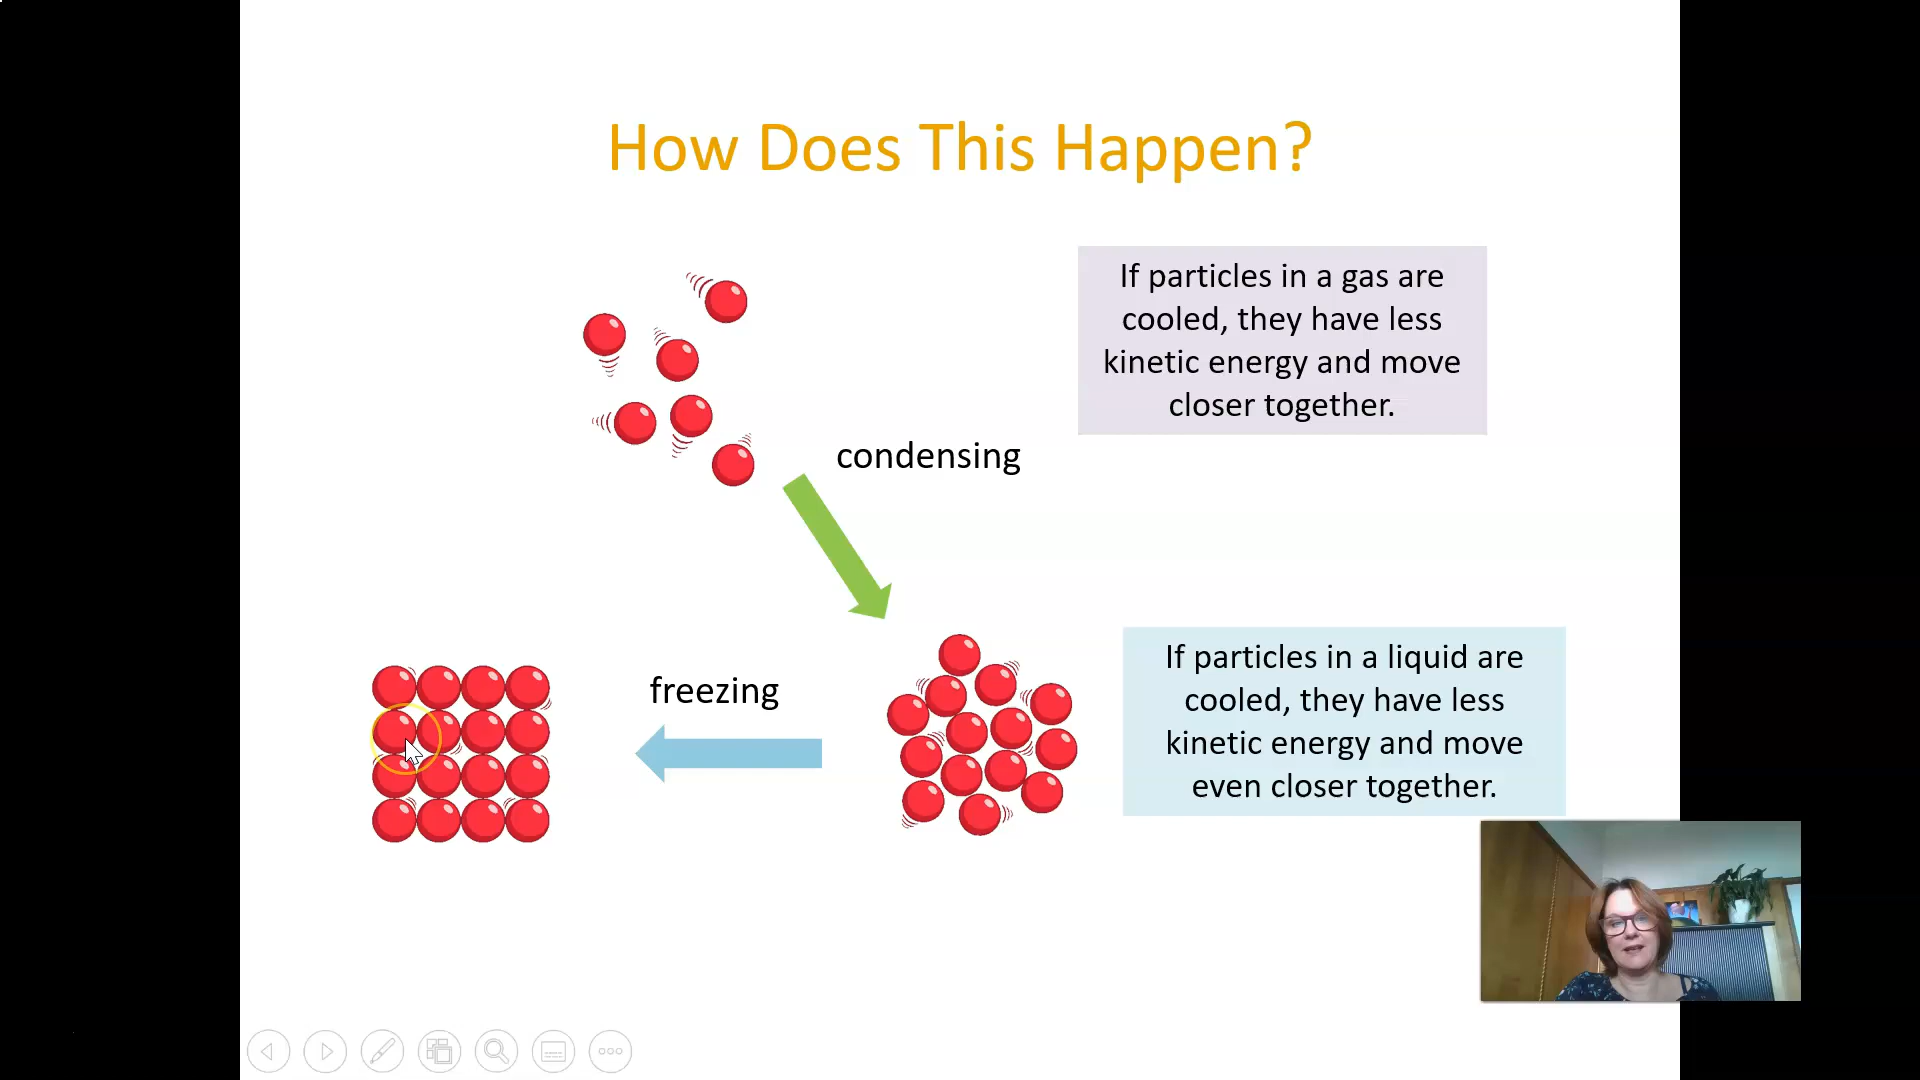 How Does This Happen?
If particles in a gas are
cooled, they have less
kinetic energy and move
closer together.
condensing
freezing
If particles in a liquid are
cooled, they have less
kinetic energy and move
even closer together.